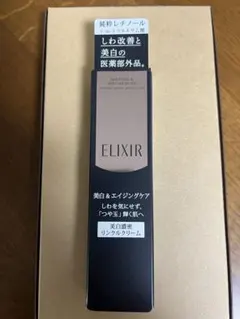 純粋レチノール
しわ改善と
美白の
医薬部外品。
ELIXIR
美白&エイジングケア
しわを気にせず、
「つや玉」輝く肌へ
美白濃密
リンクルクリーム